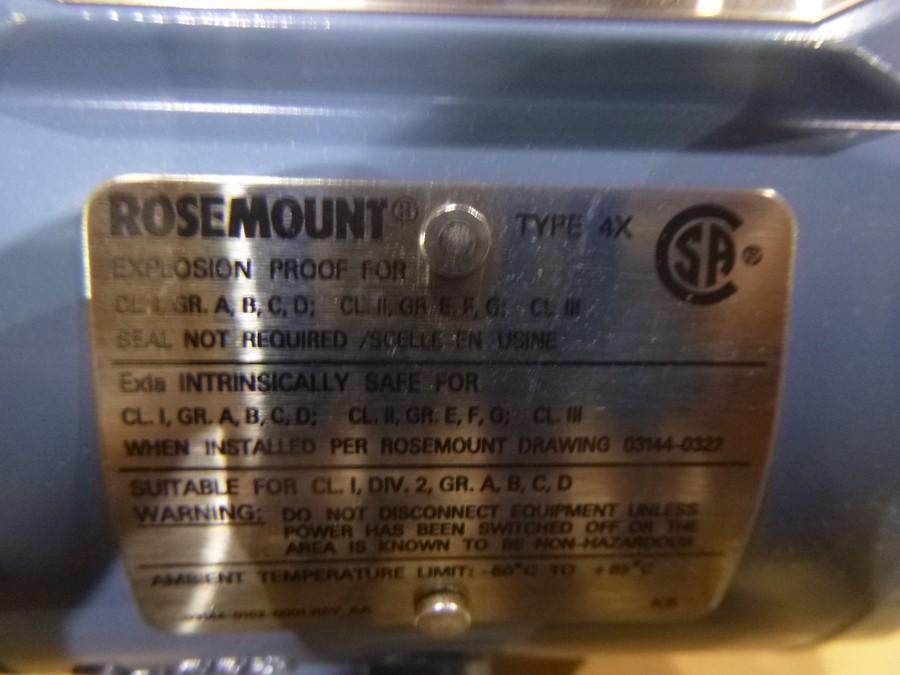 ROSEMOUNT® TYPE 4X
CSA ®
EXPLOSION PROOF FOR
CL. I, GR. A, B, C, D; CL. II, GR. E, F, G; CL. III
SEAL NOT REQUIRED / SCELLE EN USINE
Exia INTRINSICALLY SAFE FOR
CL. I, GR. A, B, C, D; CL. II, GR. E, F, G; CL. III
WHEN INSTALLED PER ROSEMOUNT DRAWING 03144-0322
SUITABLE FOR CL. I, DIV. 2, GR. A, B, C, D
WARNING: DO NOT DISCONNECT EQUIPMENT UNLESS
POWER HAS BEEN SWITCHED OFF OR THE
AREA IS KNOWN TO BE NON-HAZARDOUS.
AMBIENT TEMPERATURE LIMIT: TO +85°C
REV.